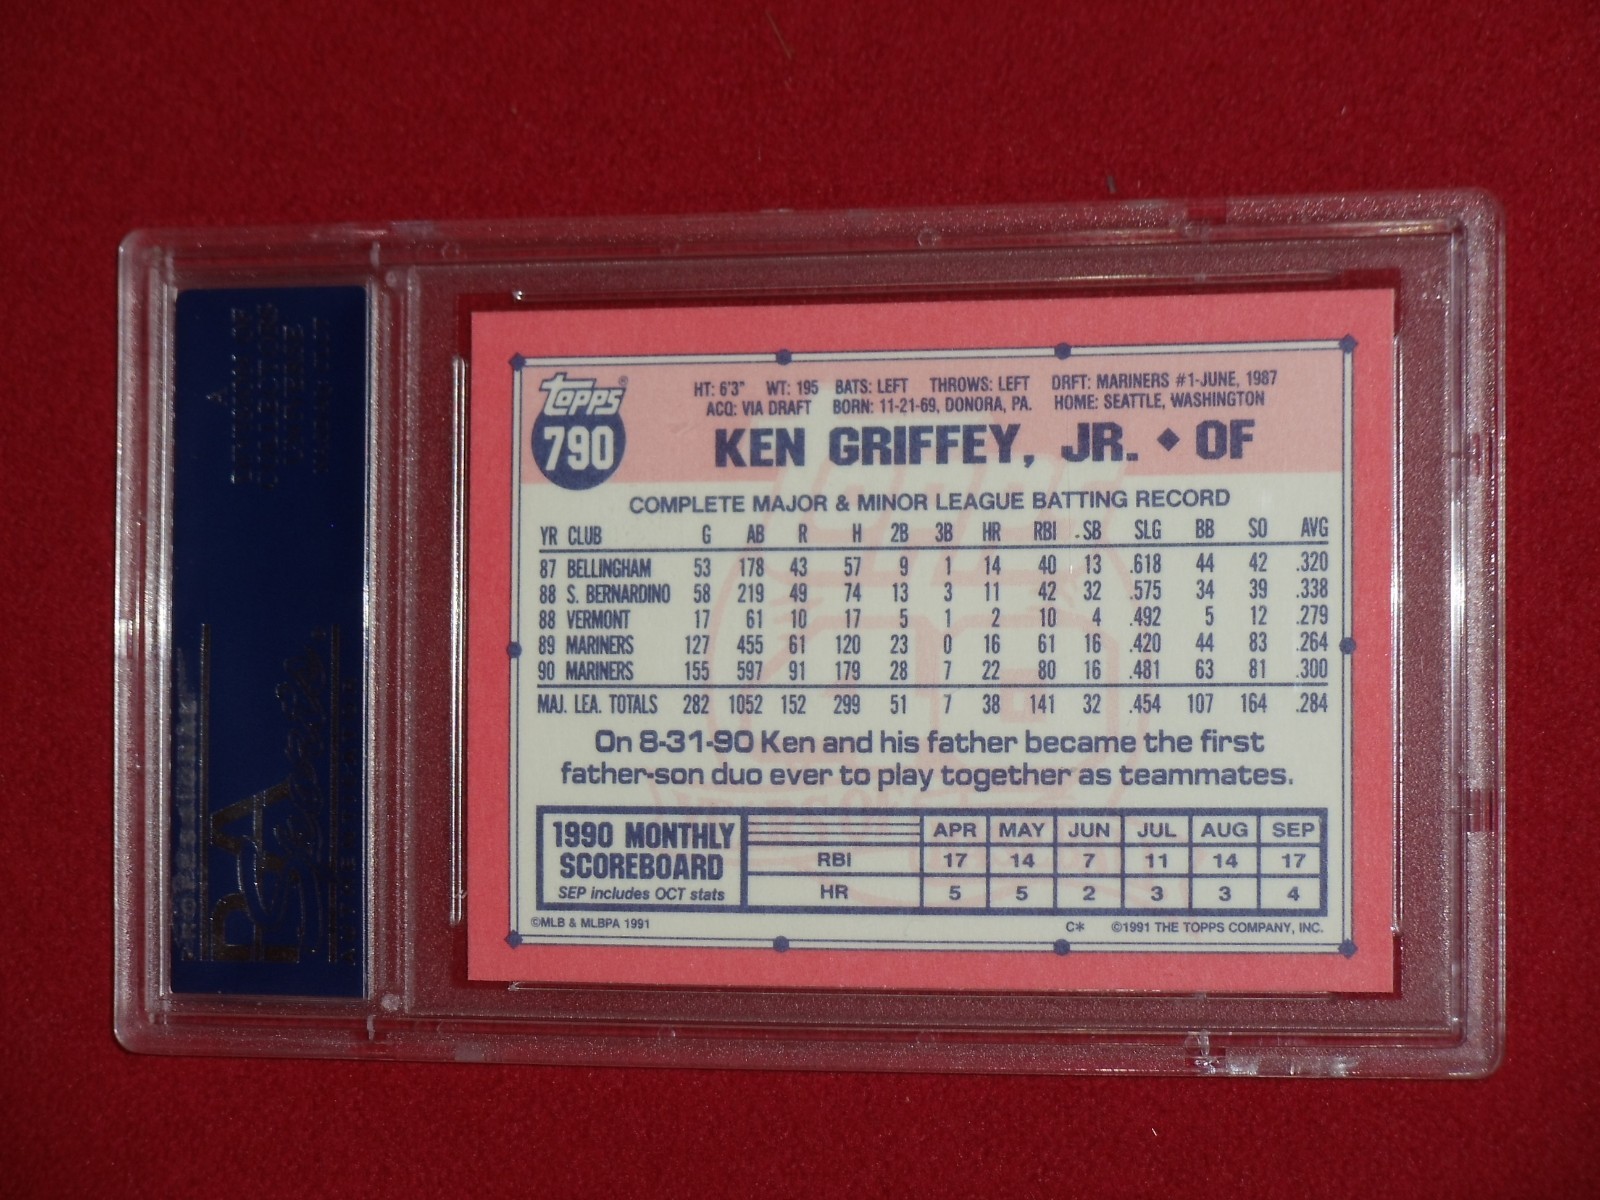 Topps®
790
HT: 6'3" WT: 195 BATS: LEFT THROWS: LEFT DRFT: MARINERS #1-JUNE, 1987
ACQ: VIA DRAFT BORN: 11-21-69, DONORA, PA. HOME: SEATTLE, WASHINGTON
KEN GRIFFEY, JR. ◆ OF
COMPLETE MAJOR & MINOR LEAGUE BATTING RECORD
YR CLUB G AB R H 2B 3B HR RBI SB SLG BB SO AVG
87 BELLINGHAM 53 178 43 57 9 1 14 40 13 .618 44 42 .320
88 S. BERNARDINO 58 219 49 74 13 3 11 42 32 .575 34 39 .338
88 VERMONT 17 61 10 17 5 1 2 10 4 .492 5 12 .279
89 MARINERS 127 455 61 120 23 0 16 61 16 .420 44 83 .264
90 MARINERS 155 597 91 179 28 7 22 80 16 .481 63 81 .300
MAJ. LEA. TOTALS 282 1052 152 299 51 7 38 141 32 .454 107 164 .284
On 8-31-90 Ken and his father became the first
father-son duo ever to play together as teammates.
1990 MONTHLY
SCOREBOARD
SEP includes OCT stats
APR MAY JUN JUL AUG SEP
RBI 17 14 7 11 14 17
HR 5 5 2 3 3 4
©MLB & MLBPA 1991 C* ©1991 THE TOPPS COMPANY, INC.